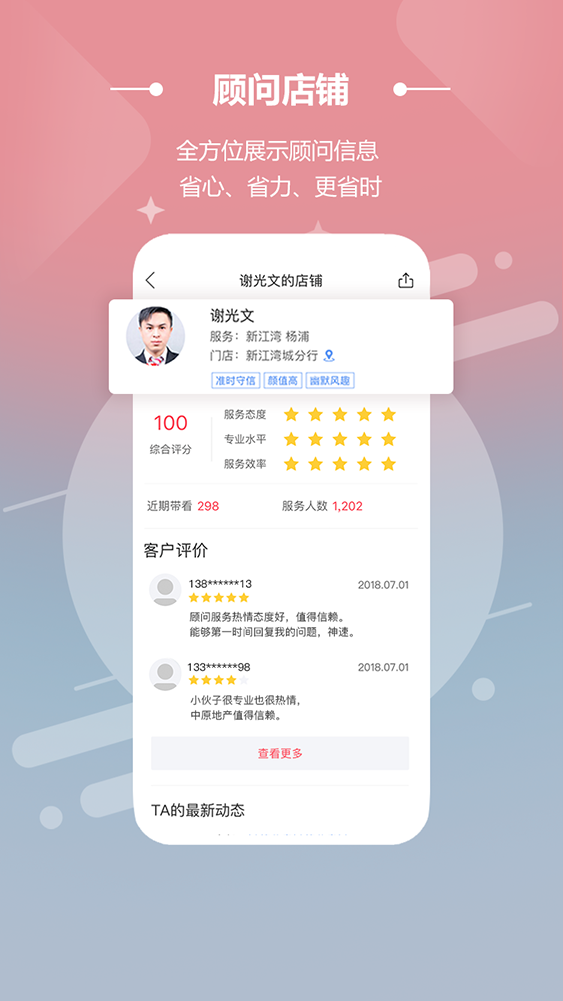 顾问店铺
全方位展示顾问信息
省心、省力、更省时
谢光文的店铺
谢光文
服务：新江湾 杨浦
门店：新江湾城分行
准时守信 颜值高 幽默风趣
100
综合评分
服务态度
专业水平
服务效率
近期带看 298 服务人数 1,202
客户评价
138******13 2018.07.01
顾问服务热情态度好，值得信赖。
能够第一时间回复我的问题，神速。
133******98 2018.07.01
小伙子很专业也很热情，
中原地产值得信赖。
查看更多
TA的最新动态